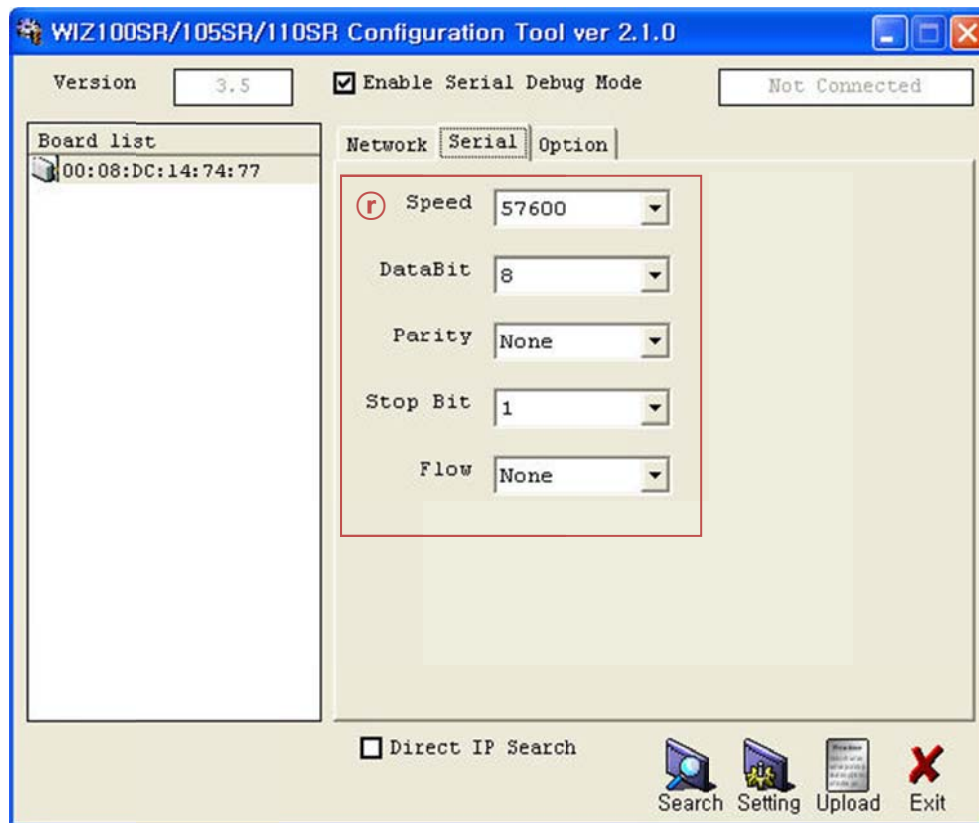 WIZ100SR/105SR/110SR Configuration Tool ver 2.1.0
Version 3.5 Enable Serial Debug Mode Not Connected
Board list
00:08:DC:14:74:77
Network Serial Option
ⓡ Speed 57600
DataBit 8
Parity None
Stop Bit 1
Flow None
Direct IP Search
Search Setting Upload Exit